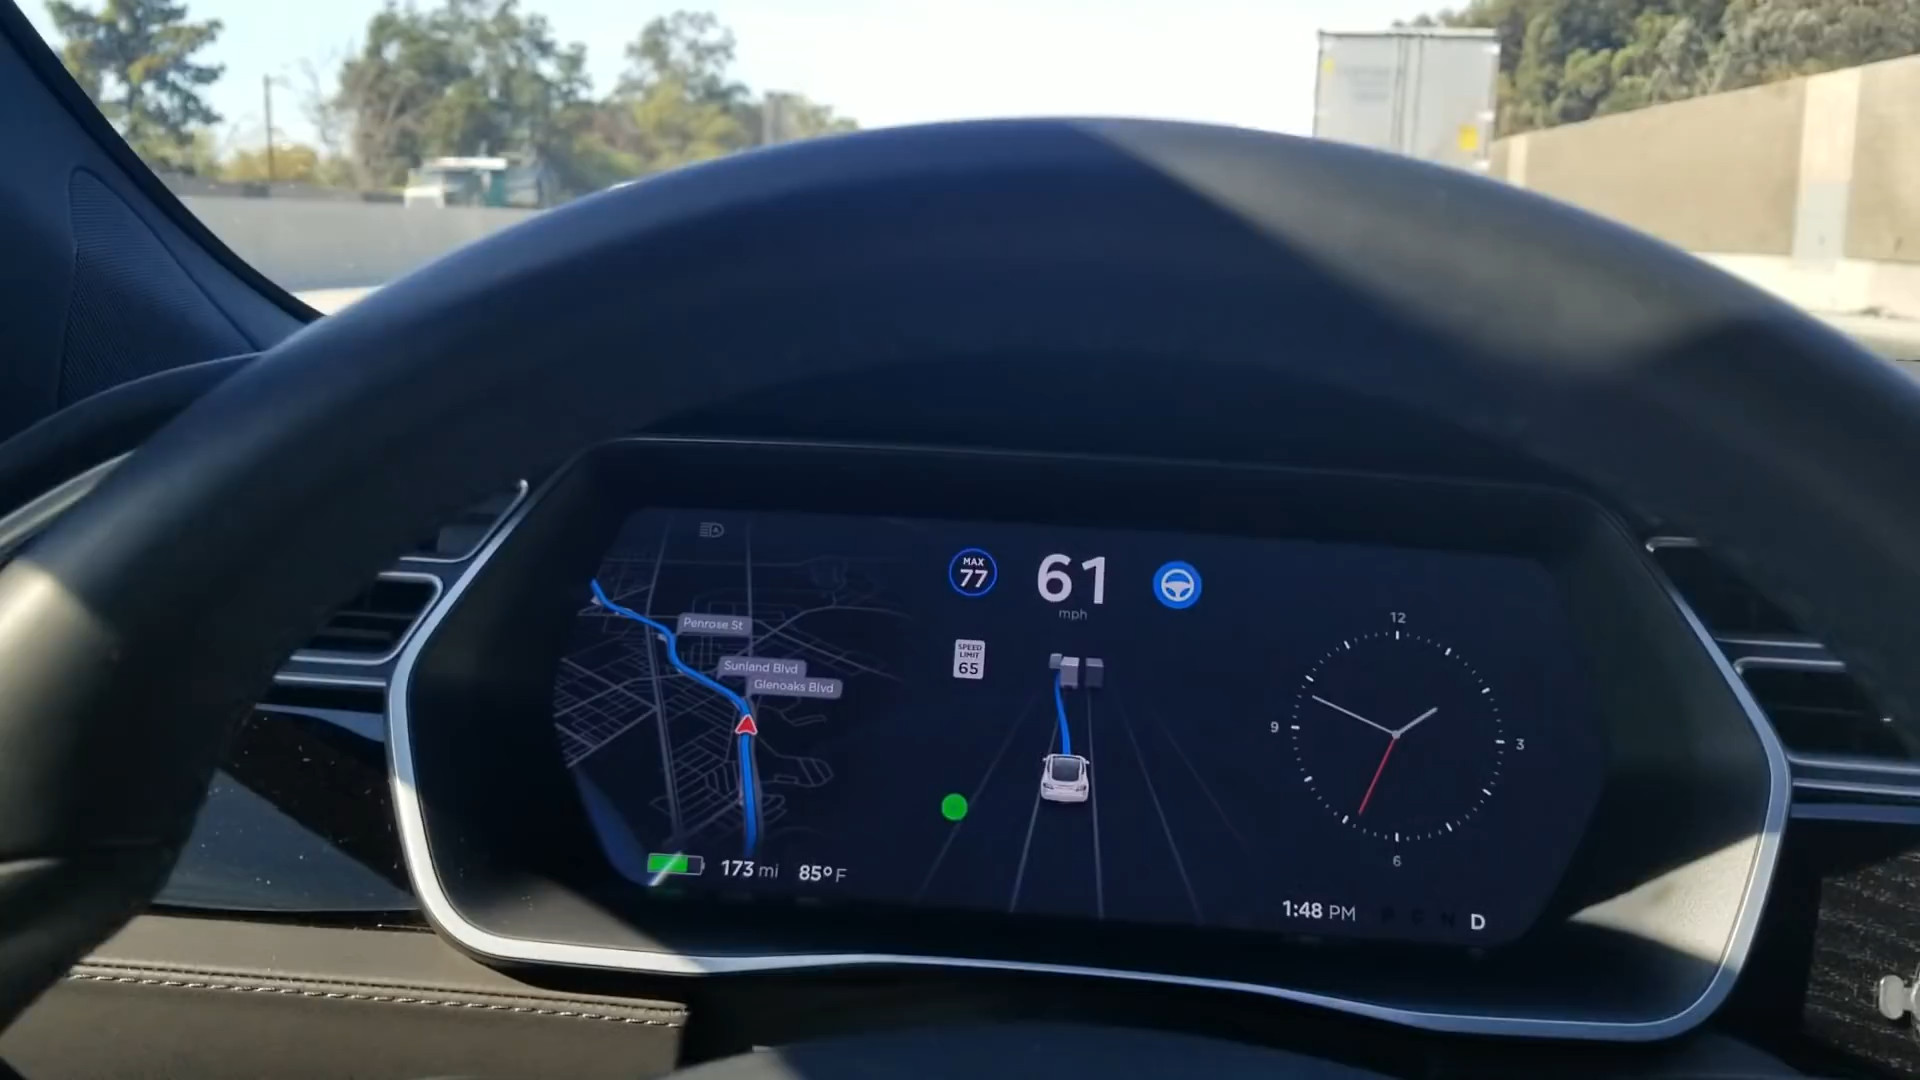 MAX
77
61
mph
SPEED
LIMIT
65
Penrose St
Sunland Blvd
Glenoaks Blvd
12
9
3
6
173 mi
85° F
1:48 PM
D